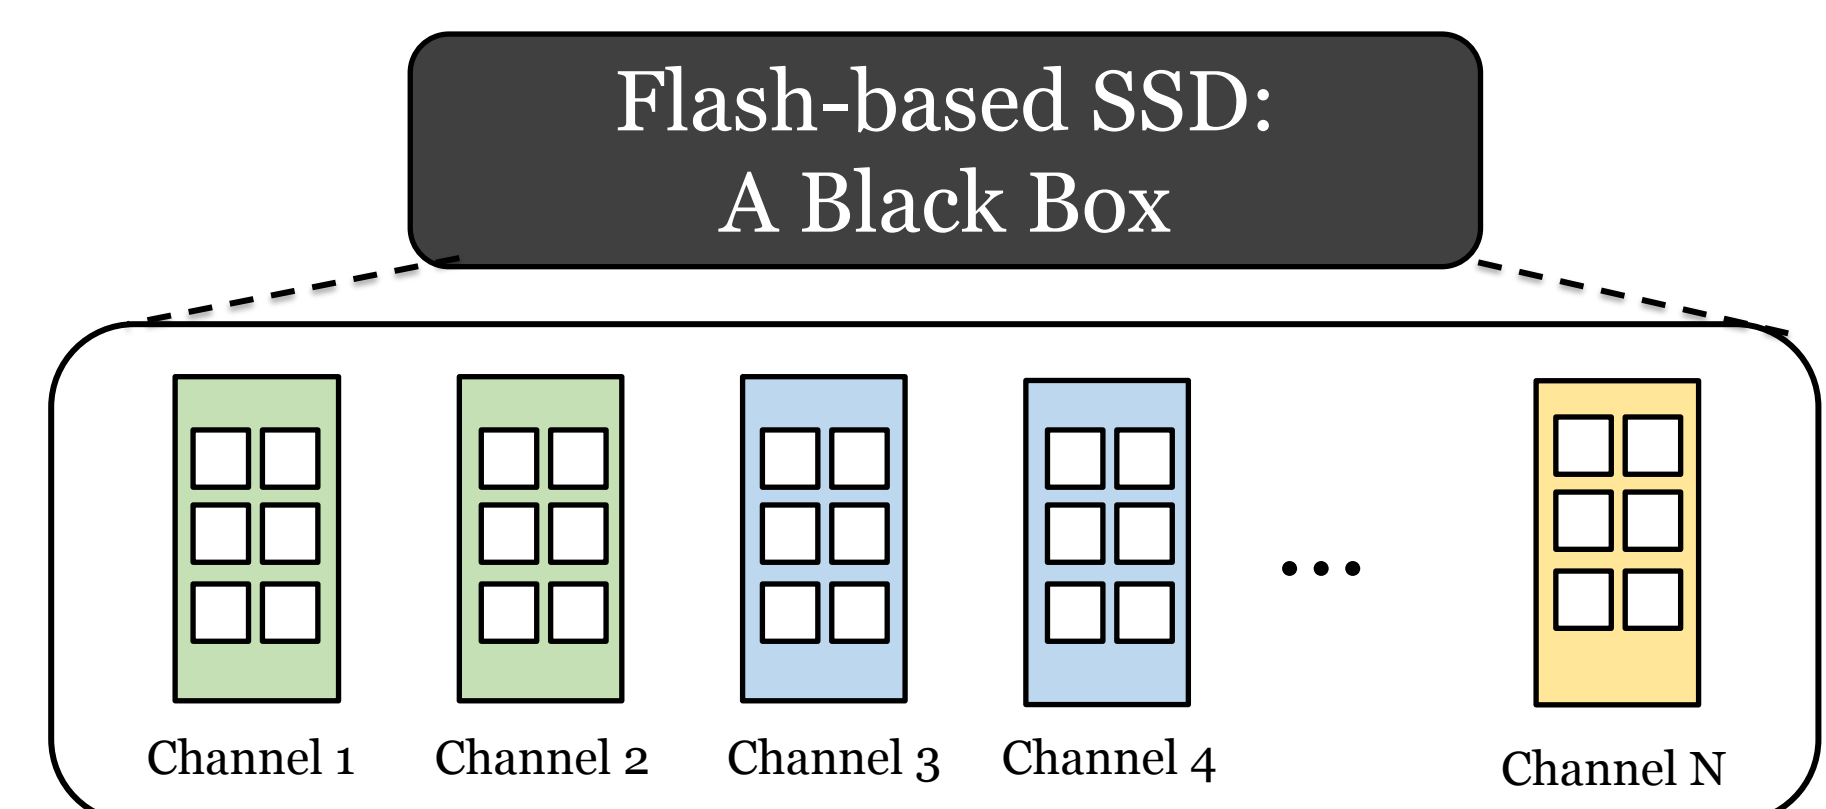 Flash-based SSD:
A Black Box
...
Channel 1
Channel 2
Channel 3
Channel 4
Channel N